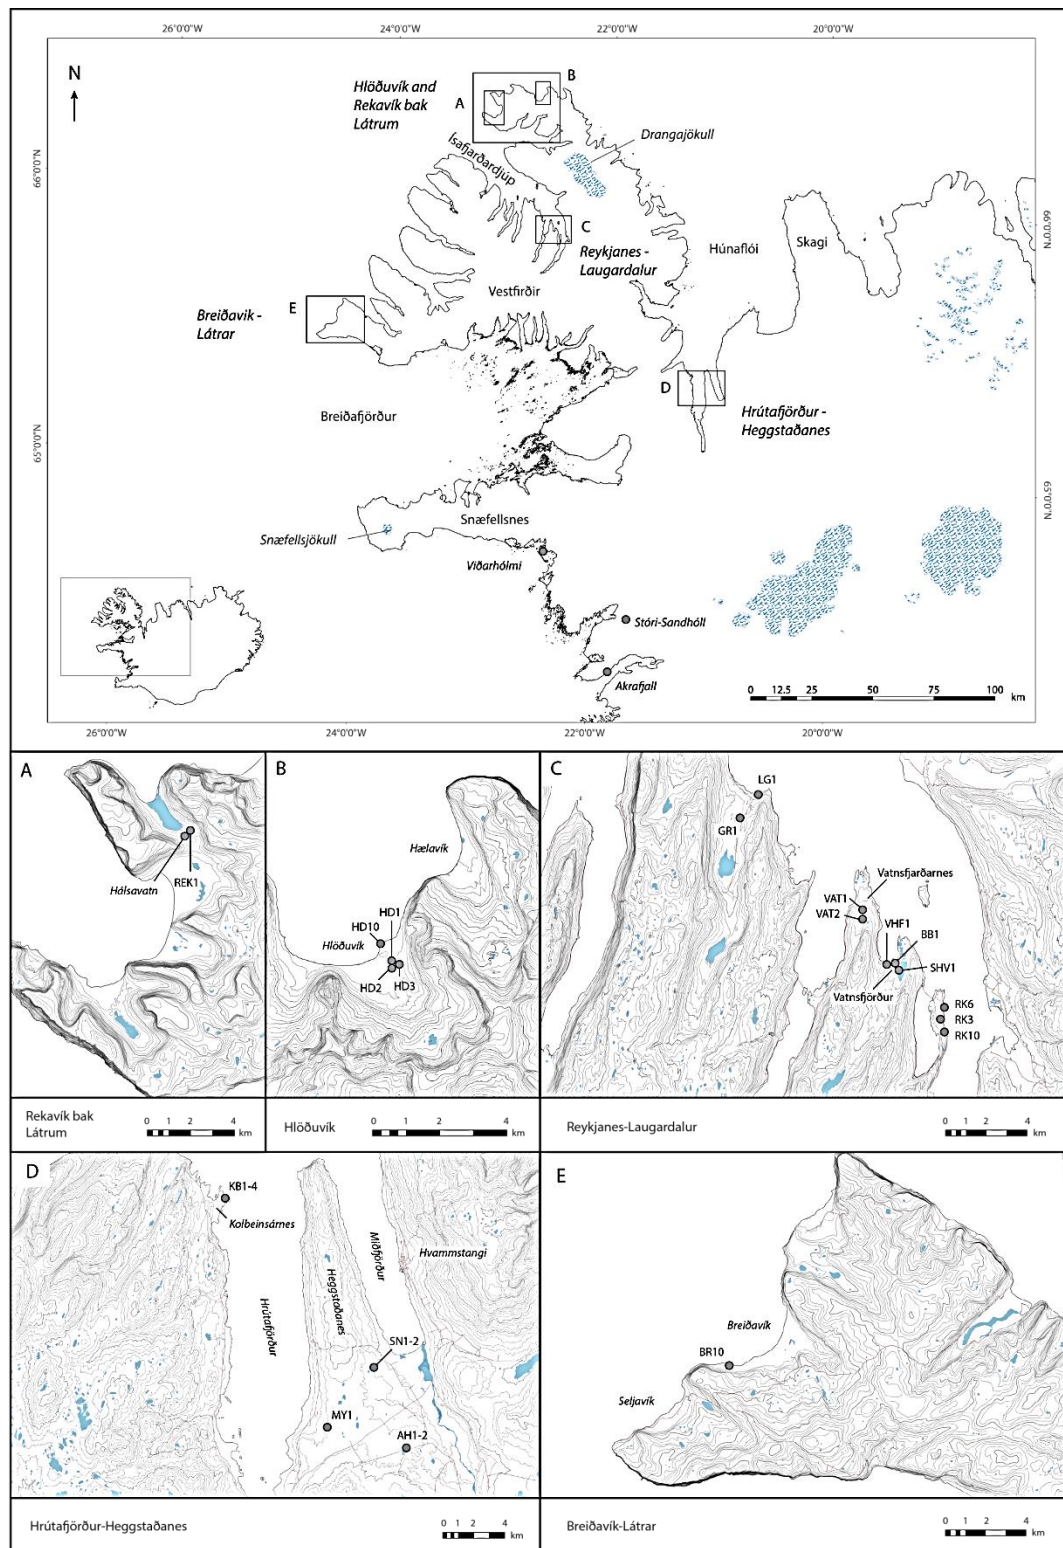 26°0'0"W
24°0'0"W
22°0'0"W
20°0'0"W
N
Hlöðuvík and
Rekavík bak
Látrum
A
B
Drangajökull
Ísafjarðardjúp
66°0'0"N
66°0'0"N
C
Reykjanes -
Laugardalur
Húnaflói
Skagi
Vestfirðir
E
Breiðavik -
Látrar
D
Hrútafjörður -
Heggstaðanes
Breiðafjörður
65°0'0"N
65°0'0"N
Snæfellsnes
Snæfellsjökull
Viðarhólmi
Stóri-Sandhóll
Akrafjall
0 12.5 25 50 75 100
km
26°0'0"W
24°0'0"W
22°0'0"W
20°0'0"W
A
Hálsavatn
REK1
Rekavík bak
Látrum
0 1 2 4
km
B
Hælavík
HD1
HD10
Hlöðuvík
HD2
HD3
Hlöðuvík
0 1 2 4
km
C
LG1
GR1
Vatnsfjarðarnes
VAT1
VAT2
VHF1
BB1
SHV1
Vatnsfjörður
RK6
RK3
RK10
Reykjanes-Laugardalur
0 1 2 4
km
D
KB1-4
Kolbeinsárnes
Hrútafjörður
Heggstaðanes
Miðfjörður
Hvammstangi
SN1-2
MY1
AH1-2
Hrútafjörður-Heggstaðanes
0 1 2 4
km
E
Breiðavík
BR10
Seljavík
Breiðavík-Látrar
0 1 2 4
km